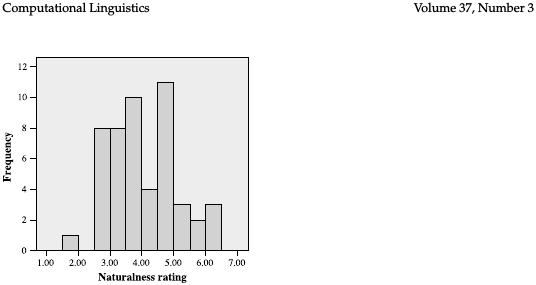 Computational Linguistics Volume 37, Number 3
12
10
8
6
4
2
0
Frequency
1.00 2.00 3.00 4.00 5.00 6.00 7.00
Naturalness rating